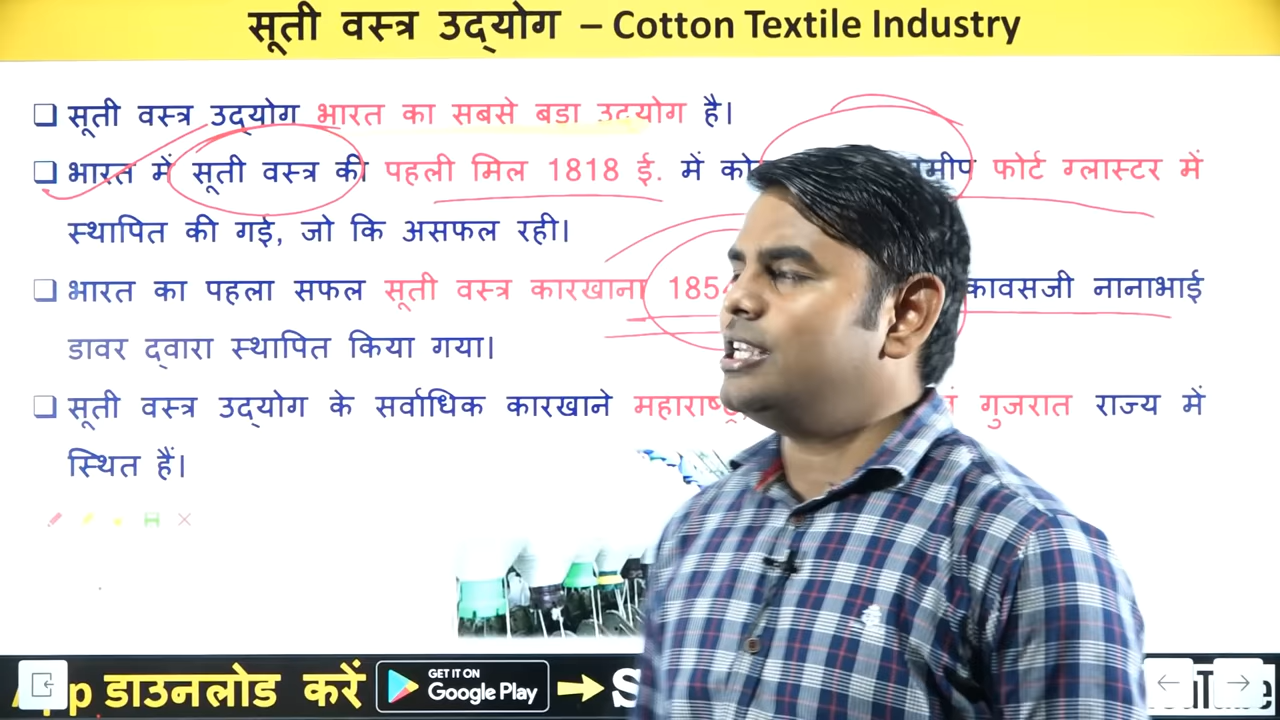 सूती वस्त्र उद्योग – Cotton Textile Industry
सूती वस्त्र उद्योग भारत का सबसे बडा उद्योग है।
भारत में सूती वस्त्र की पहली मिल 1818 ई. में फोर्ट ग्लास्टर में
स्थापित की गई, जो कि असफल रही।
भारत का पहला सफल सूती वस्त्र कारखाना कावसजी नानाभाई
डावर द्वारा स्थापित किया गया।
सूती वस्त्र उद्योग के सर्वाधिक कारखाने महाराष्ट्र, गुजरात राज्य में
स्थित हैं।
App डाउनलोड करें GET IT ON Google Play